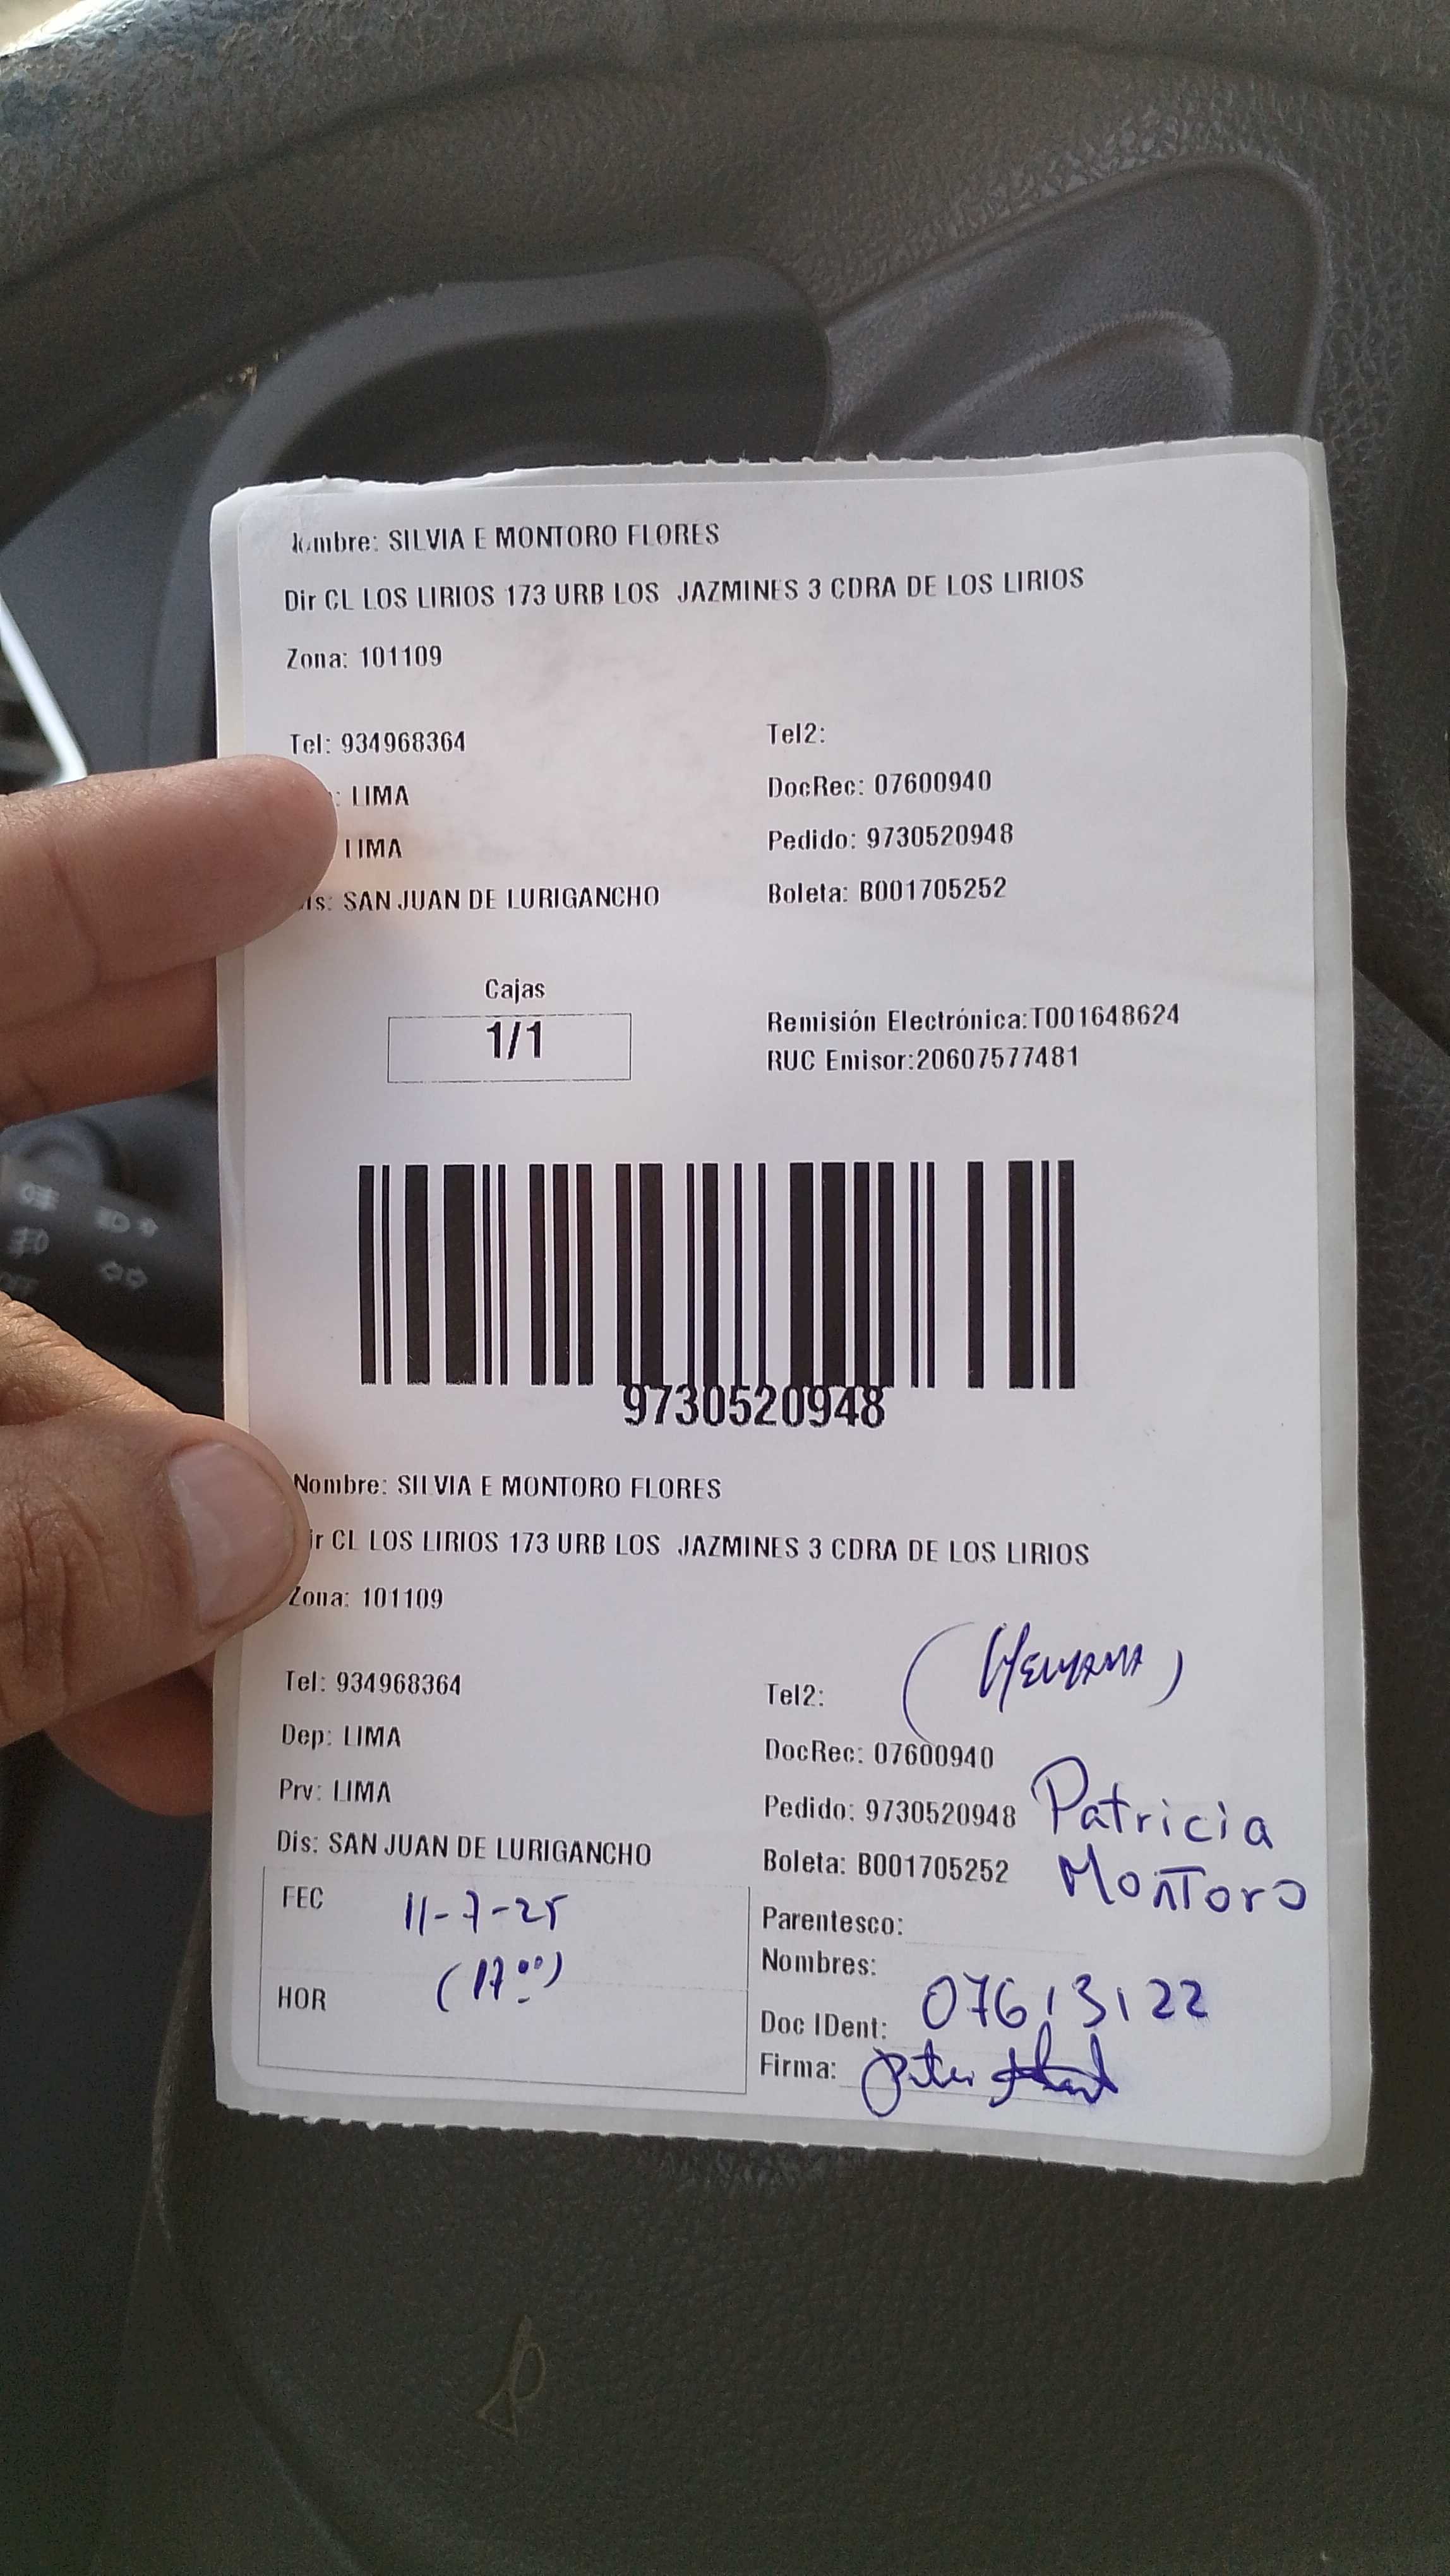 Nombre: SILVIA E MONTORO FLORES
Dir CL LOS LIRIOS 173 URB LOS JAZMINES 3 CDRA DE LOS LIRIOS
Zona: 101109
Tel: 934968364 Tel2:
: LIMA DocRec: 07600940
LIMA Pedido: 9730520948
Dis: SAN JUAN DE LURIGANCHO Boleta: B001705252
Cajas
1/1
Remisión Electrónica:T001648624
RUC Emisor:20607577481
9730520948
Nombre: SILVIA E MONTORO FLORES
Dir CL LOS LIRIOS 173 URB LOS JAZMINES 3 CDRA DE LOS LIRIOS
Zona: 101109
Tel: 934968364 Tel2:
Dep: LIMA DocRec: 07600940
Prv: LIMA Pedido: 9730520948 Patricia
Dis: SAN JUAN DE LURIGANCHO Boleta: B001705252 Montoro
FEC 11-7-25 Parentesco:
(17:00) Nombres:
HOR Doc IDent: 07613122
Firma: